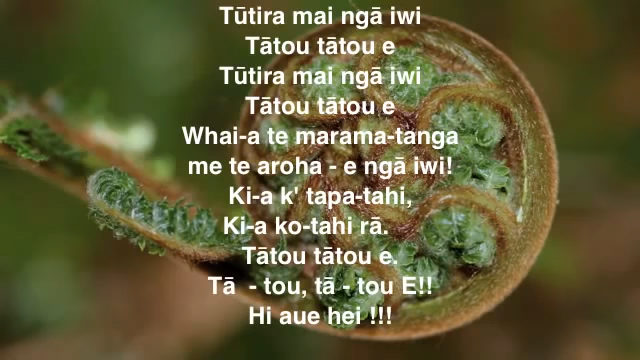 Tūtira mai ngā iwi
Tātou tātou e
Tūtira mai ngā iwi
Tātou tātou e
Whai-a te marama-tanga
me te aroha - e ngā iwi!
Ki-a k' tapa-tahi,
Ki-a ko-tahi rā.
Tātou tātou e.
Tā - tou, tā - tou E!!
Hi aue hei !!!